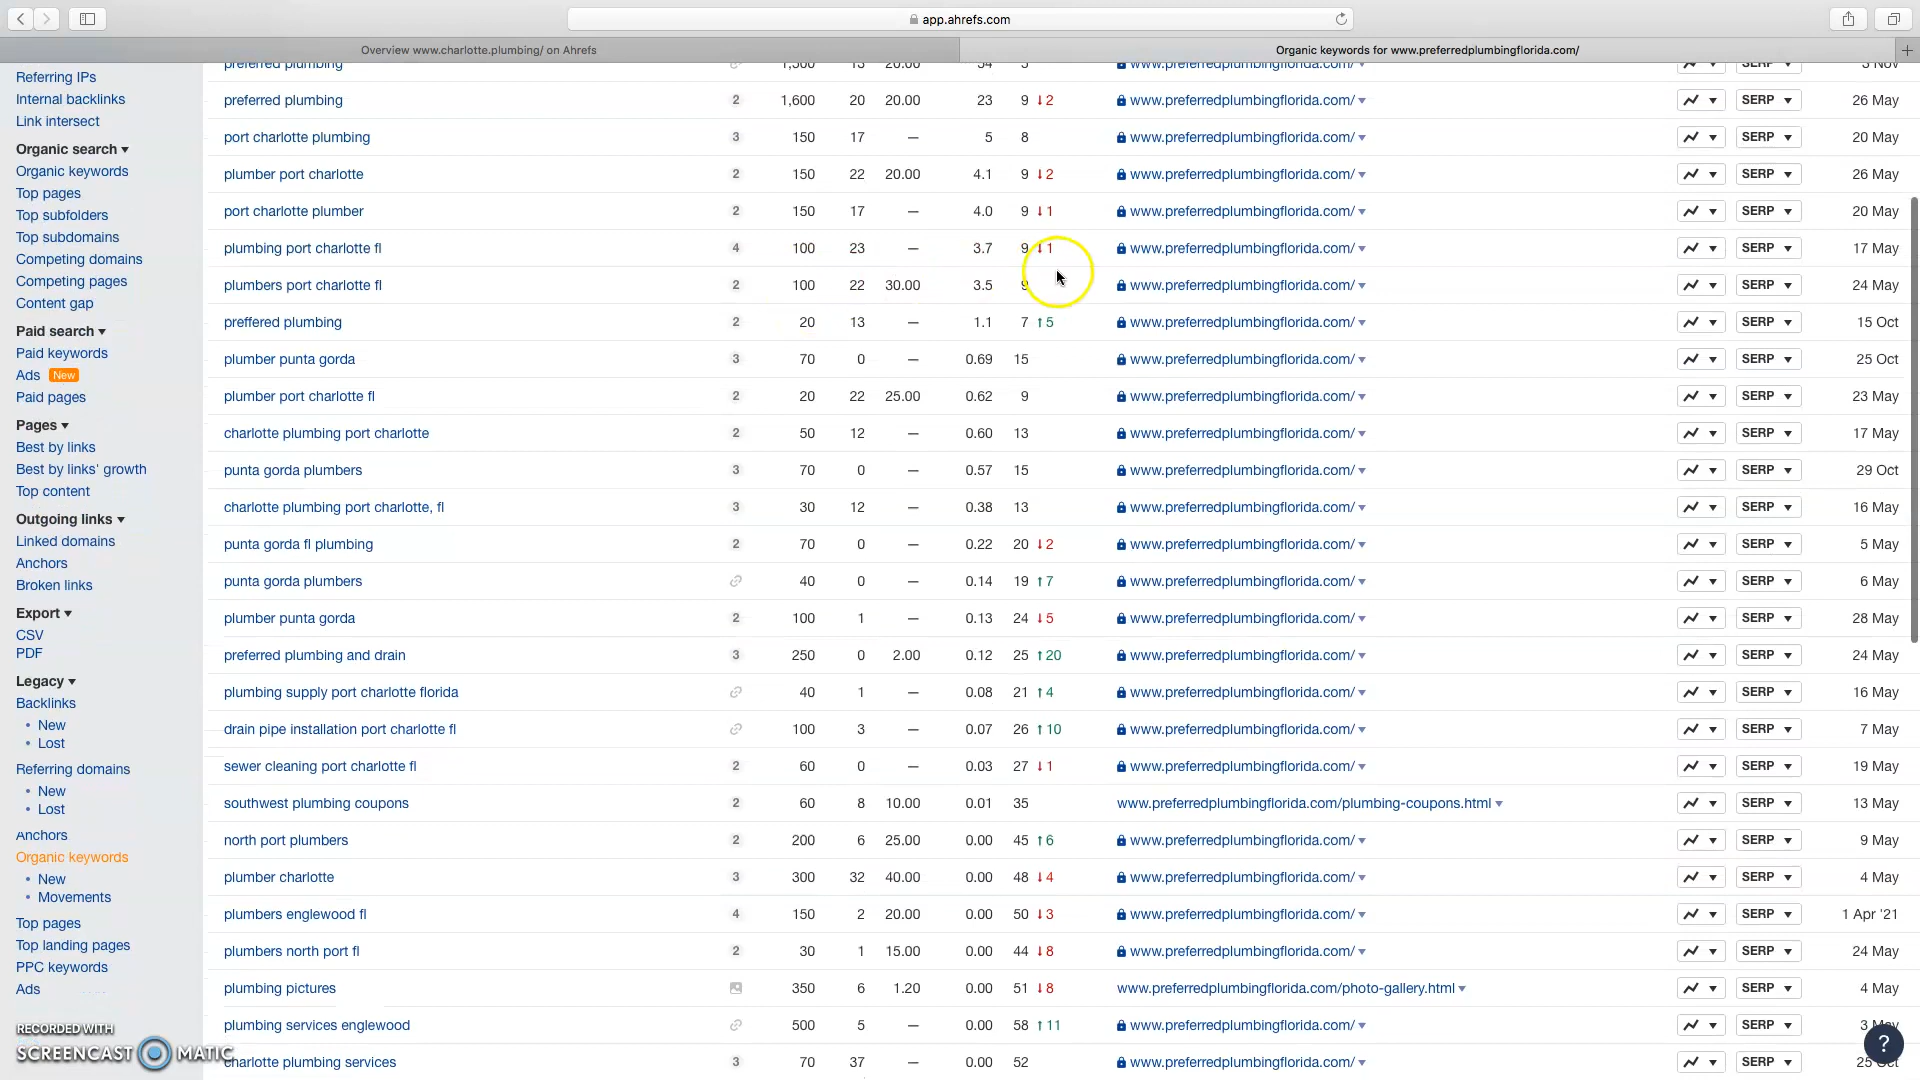 app.ahrefs.com
Overview www.charlotte.plumbing/ on Ahrefs
Organic keywords for www.preferredplumbingflorida.com/
Referring IPs
Internal backlinks
Link intersect
Organic search
Organic keywords
Top pages
Top subfolders
Top subdomains
Competing domains
Competing pages
Content gap
Paid search
Paid keywords
Ads New
Paid pages
Pages
Best by links
Best by links' growth
Top content
Outgoing links
Linked domains
Anchors
Broken links
Export
CSV
PDF
Legacy
Backlinks
• New
• Lost
Referring domains
• New
• Lost
Anchors
Organic keywords
• New
• Movements
Top pages
Top landing pages
PPC keywords
Ads
RECORDED WITH
SCREENCAST MATIC
preferred plumbing 1,500 13 20.00 54 5 www.preferredplumbingflorida.com/ SERP 3 Nov
preferred plumbing 2 1,600 20 20.00 23 9 ↓2 www.preferredplumbingflorida.com/ SERP 26 May
port charlotte plumbing 3 150 17 — 5 8 www.preferredplumbingflorida.com/ SERP 20 May
plumber port charlotte 2 150 22 20.00 4.1 9 ↓2 www.preferredplumbingflorida.com/ SERP 26 May
port charlotte plumber 2 150 17 — 4.0 9 ↓1 www.preferredplumbingflorida.com/ SERP 20 May
plumbing port charlotte fl 4 100 23 — 3.7 9 ↓1 www.preferredplumbingflorida.com/ SERP 17 May
plumbers port charlotte fl 2 100 22 30.00 3.5 9 www.preferredplumbingflorida.com/ SERP 24 May
preffered plumbing 2 20 13 — 1.1 7 ↑5 www.preferredplumbingflorida.com/ SERP 15 Oct
plumber punta gorda 3 70 0 — 0.69 15 www.preferredplumbingflorida.com/ SERP 25 Oct
plumber port charlotte fl 2 20 22 25.00 0.62 9 www.preferredplumbingflorida.com/ SERP 23 May
charlotte plumbing port charlotte 2 50 12 — 0.60 13 www.preferredplumbingflorida.com/ SERP 17 May
punta gorda plumbers 3 70 0 — 0.57 15 www.preferredplumbingflorida.com/ SERP 29 Oct
charlotte plumbing port charlotte, fl 3 30 12 — 0.38 13 www.preferredplumbingflorida.com/ SERP 16 May
punta gorda fl plumbing 2 70 0 — 0.22 20 ↓2 www.preferredplumbingflorida.com/ SERP 5 May
punta gorda plumbers 40 0 — 0.14 19 ↑7 www.preferredplumbingflorida.com/ SERP 6 May
plumber punta gorda 2 100 1 — 0.13 24 ↓5 www.preferredplumbingflorida.com/ SERP 28 May
preferred plumbing and drain 3 250 0 2.00 0.12 25 ↑20 www.preferredplumbingflorida.com/ SERP 24 May
plumbing supply port charlotte florida 40 1 — 0.08 21 ↑4 www.preferredplumbingflorida.com/ SERP 16 May
drain pipe installation port charlotte fl 100 3 — 0.07 26 ↑10 www.preferredplumbingflorida.com/ SERP 7 May
sewer cleaning port charlotte fl 2 60 0 — 0.03 27 ↓1 www.preferredplumbingflorida.com/ SERP 19 May
southwest plumbing coupons 2 60 8 10.00 0.01 35 www.preferredplumbingflorida.com/plumbing-coupons.html SERP 13 May
north port plumbers 2 200 6 25.00 0.00 45 ↑6 www.preferredplumbingflorida.com/ SERP 9 May
plumber charlotte 3 300 32 40.00 0.00 48 ↓4 www.preferredplumbingflorida.com/ SERP 4 May
plumbers englewood fl 4 150 2 20.00 0.00 50 ↓3 www.preferredplumbingflorida.com/ SERP 1 Apr '21
plumbers north port fl 2 30 1 15.00 0.00 44 ↓8 www.preferredplumbingflorida.com/ SERP 24 May
plumbing pictures 350 6 1.20 0.00 51 ↓8 www.preferredplumbingflorida.com/photo-gallery.html SERP 4 May
plumbing services englewood 500 5 — 0.00 58 ↑11 www.preferredplumbingflorida.com/ SERP 3 May
charlotte plumbing services 3 70 37 — 0.00 52 www.preferredplumbingflorida.com/ SERP 25 Oct
?